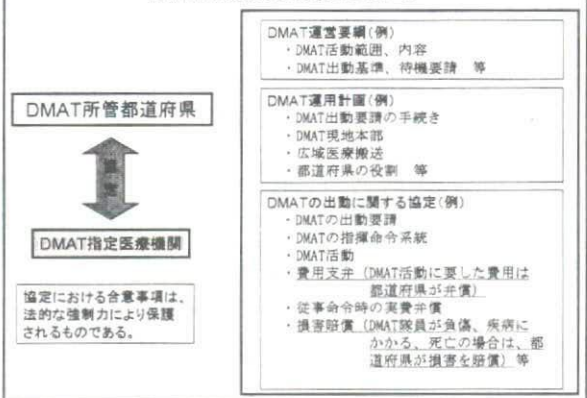 DMAT所管都道府県
協定
DMAT指定医療機関
協定における合意事項は、
法的な強制力により保護
されるものである。
DMAT運営要綱(例)
・DMAT活動範囲、内容
・DMAT出動基準、待機要請 等
DMAT運用計画(例)
・DMAT出動要請の手続き
・DMAT現地本部
・広域医療搬送
・都道府県の役割 等
DMATの出動に関する協定(例)
・DMATの出動要請
・DMATの指揮命令系統
・DMAT活動
・費用支弁(DMAT活動に要した費用は
都道府県が弁償)
・従事命令時の実費弁償
・損害賠償(DMAT隊員が負傷、疾病に
かかる、死亡の場合は、都
道府県が損害を賠償)等